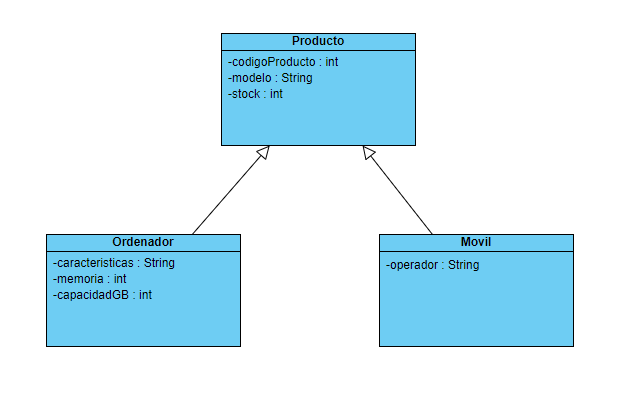 Producto
-codigoProducto : int
-modelo : String
-stock : int
Ordenador
-caracteristicas : String
-memoria : int
-capacidadGB : int
Movil
-operador : String